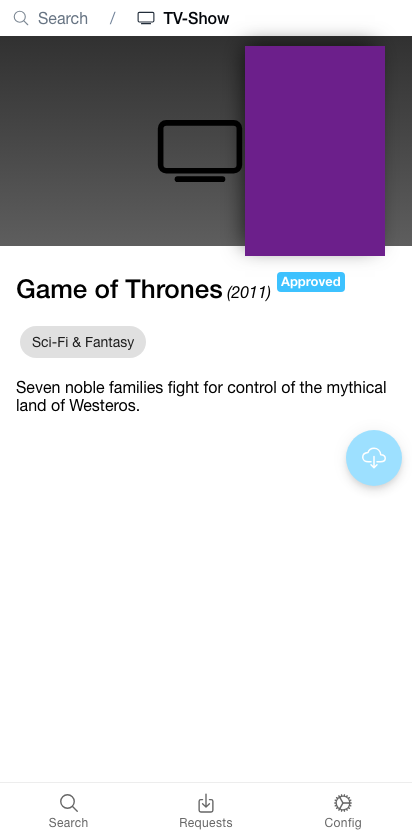 Search / TV-Show
Game of Thrones (2011) Approved
Sci-Fi & Fantasy
Seven noble families fight for control of the mythical
land of Westeros.
Search Requests Config